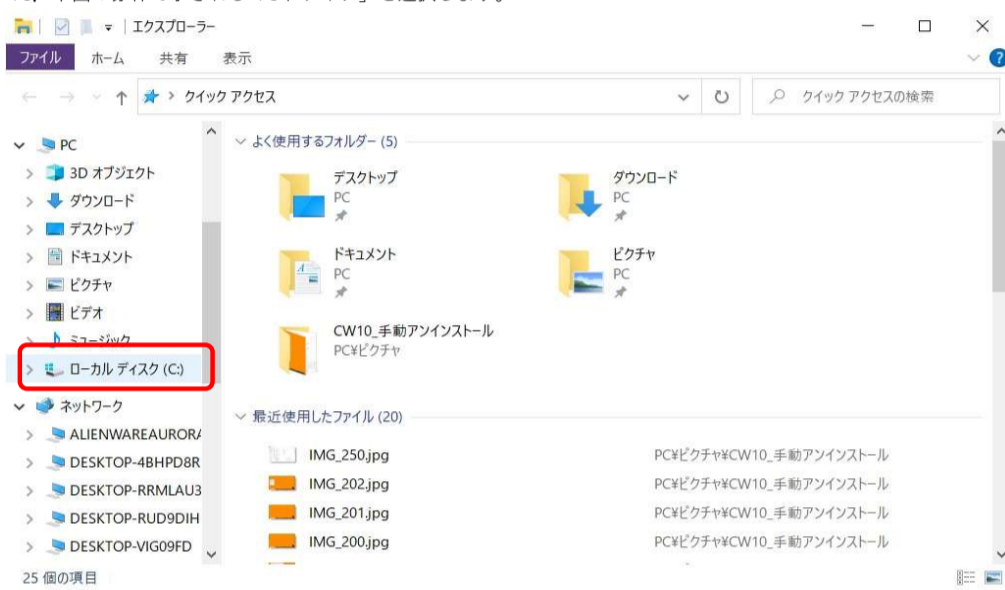 エクスプローラー
ファイル ホーム 共有 表示
クイック アクセス
クイック アクセスの検索
PC
3D オブジェクト
ダウンロード
デスクトップ
ドキュメント
ピクチャ
ビデオ
ミュージック
ローカル ディスク (C:)
ネットワーク
ALIENWAREAURORA
DESKTOP-4BHPD8R
DESKTOP-RRMLAU3
DESKTOP-RUD9DIH
DESKTOP-VIG09FD
よく使用するフォルダー (5)
デスクトップ
PC
ダウンロード
PC
ドキュメント
PC
ピクチャ
PC
CW10_手動アンインストール
PC¥ピクチャ
最近使用したファイル (20)
IMG_250.jpg PC¥ピクチャ¥CW10_手動アンインストール
IMG_202.jpg PC¥ピクチャ¥CW10_手動アンインストール
IMG_201.jpg PC¥ピクチャ¥CW10_手動アンインストール
IMG_200.jpg PC¥ピクチャ¥CW10_手動アンインストール
25 個の項目